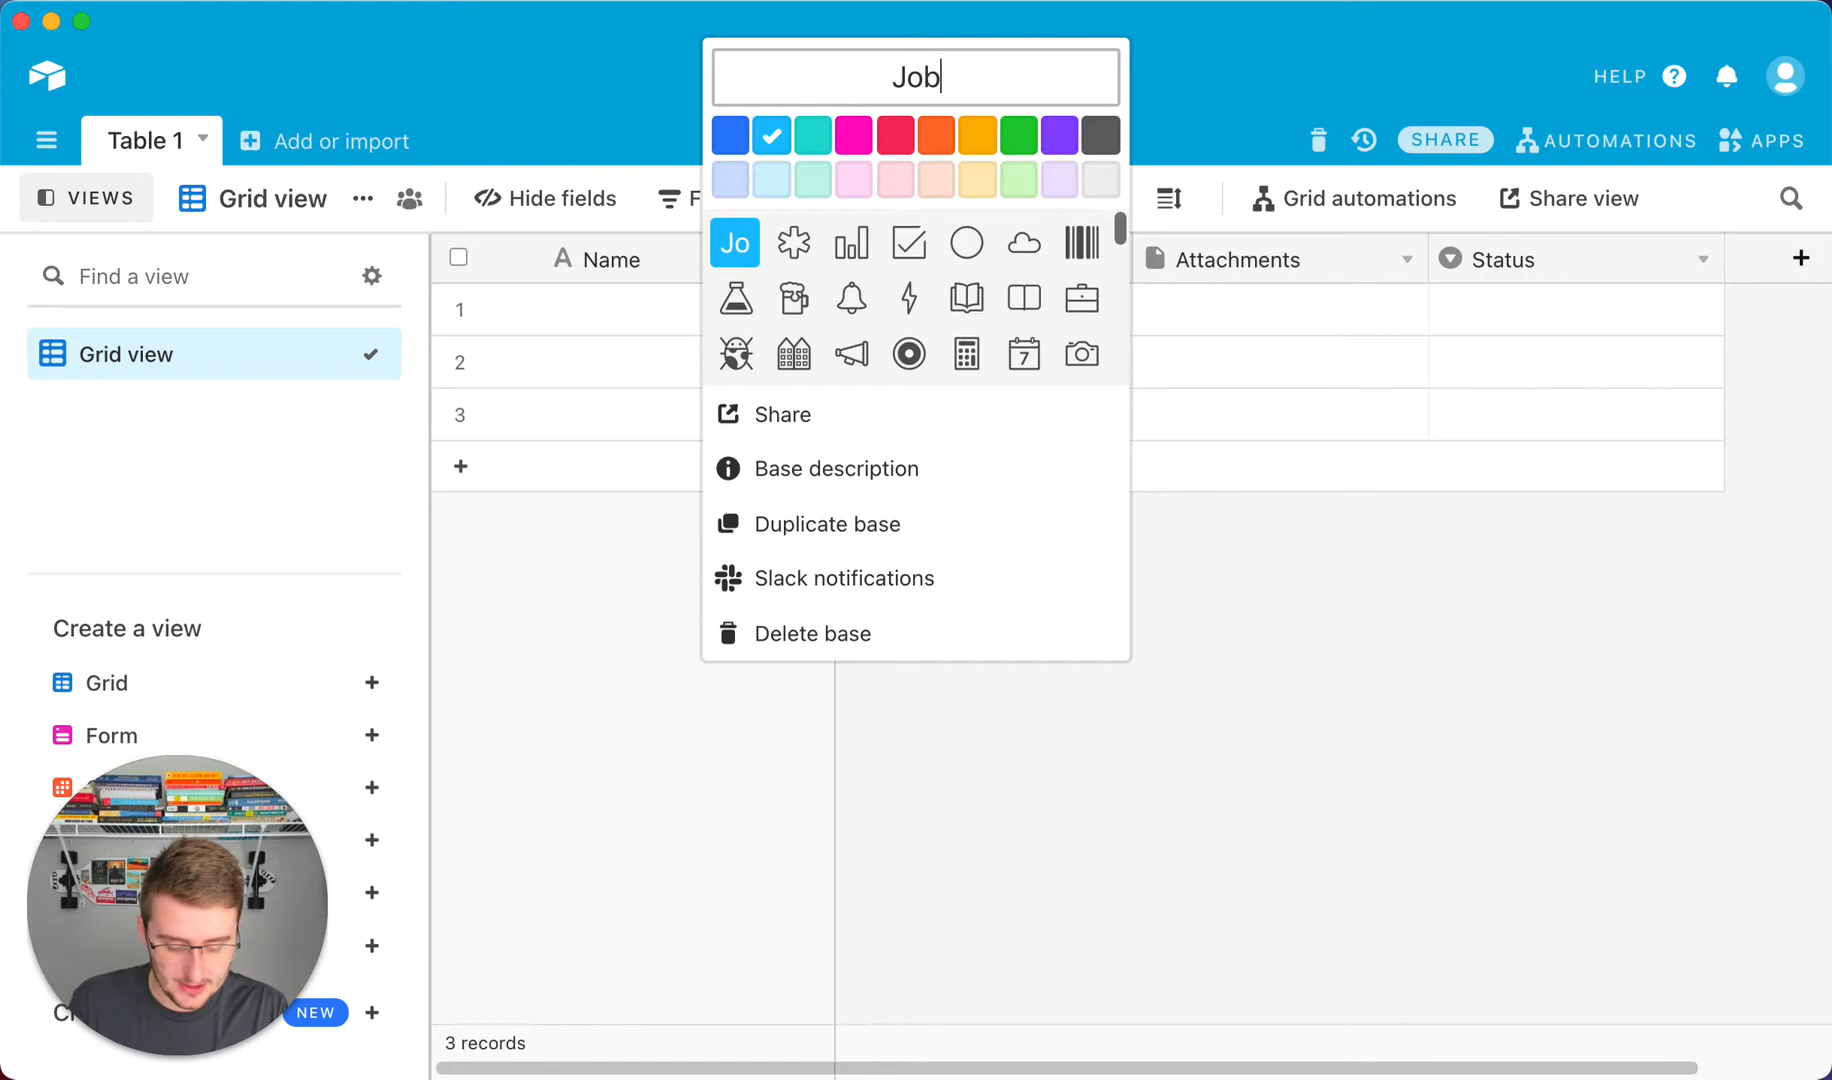 Job
HELP
Table 1
Add or import
SHARE
AUTOMATIONS
APPS
VIEWS
Grid view
Hide fields
F
Grid automations
Share view
Find a view
Jo
Name
Attachments
Status
1
Grid view
2
7
3
Share
Base description
Duplicate base
Slack notifications
Create a view
Delete base
Grid
Form
NEW
3 records